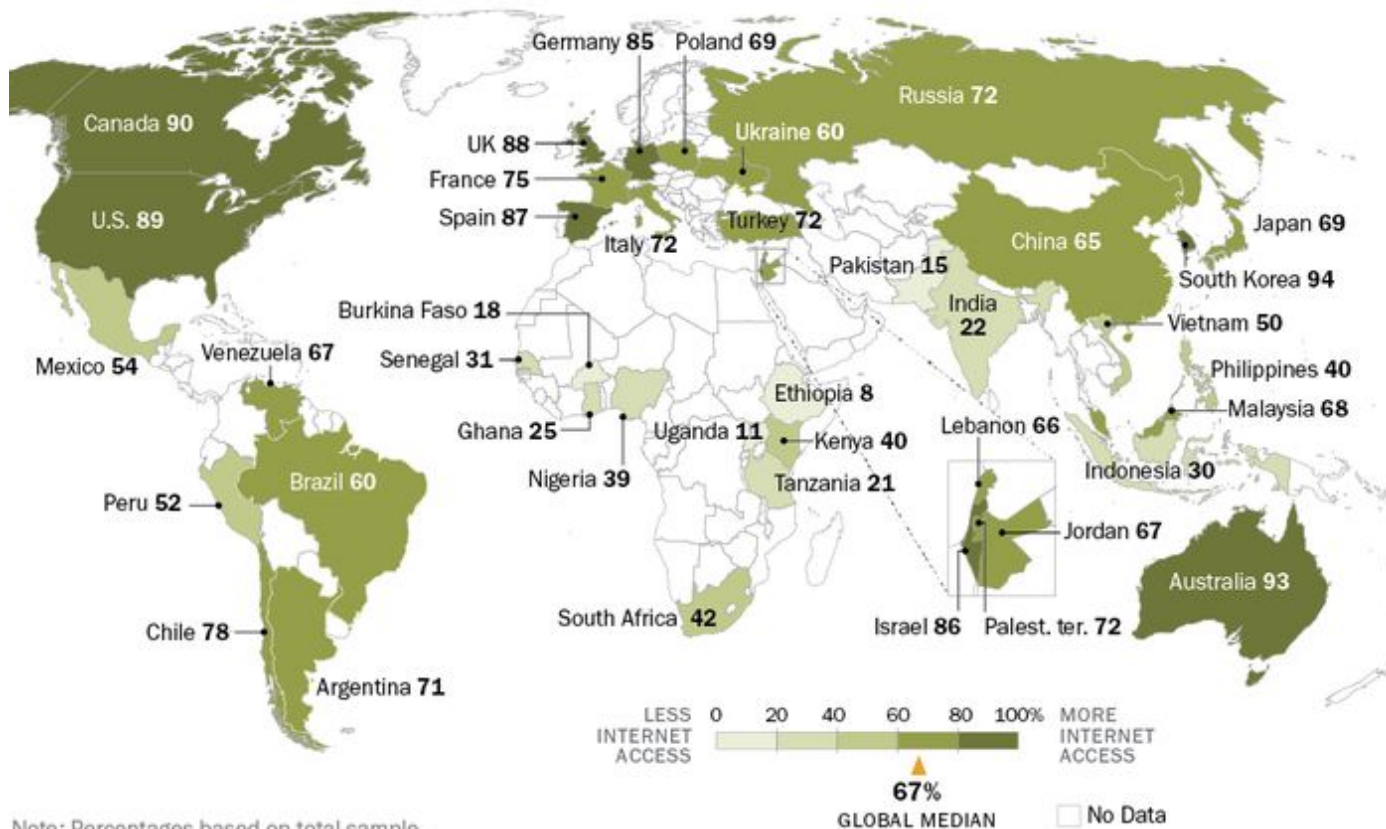 Germany 85
Poland 69
Canada 90
Russia 72
UK 88
Ukraine 60
France 75
U.S. 89
Spain 87
Turkey 72
Japan 69
Italy 72
China 65
Pakistan 15
South Korea 94
Burkina Faso 18
India
22
Vietnam 50
Venezuela 67
Senegal 31
Mexico 54
Philippines 40
Ethiopia 8
Malaysia 68
Ghana 25
Uganda 11
Kenya 40
Lebanon 66
Nigeria 39
Tanzania 21
Indonesia 30
Brazil 60
Peru 52
Jordan 67
Australia 93
South Africa 42
Israel 86
Palest. ter. 72
Chile 78
Argentina 71
LESS
INTERNET
ACCESS
0 20 40 60 80 100%
MORE
INTERNET
ACCESS
67%
GLOBAL MEDIAN
No Data
Note: Percentages based on total sample.